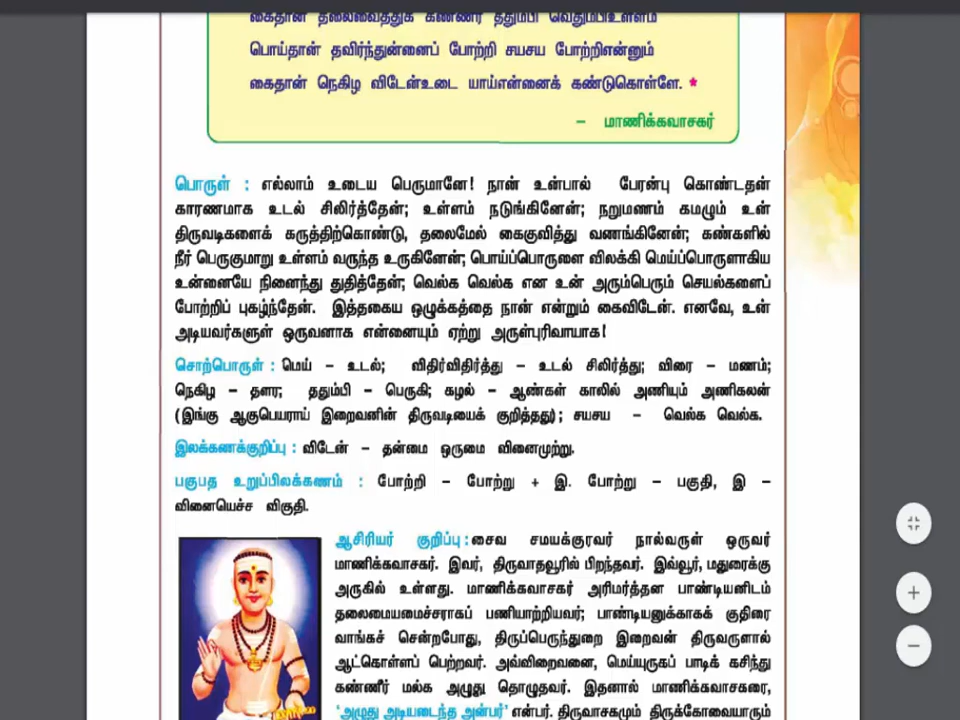 கைதான் தலைவைத்துக் கண்ணீர் ததும்பி வெதும்பிஉள்ளம்
பொய்தான் தவிர்ந்துன்னைப் போற்றி சயசய போற்றிஎன்னும்
கைதான் நெகிழ விடேன்உடை யாய்என்னைக் கண்டுகொள்ளே. *
– மாணிக்கவாசகர்
பொருள் : எல்லாம் உடைய பெருமானே! நான் உன்பால் பேரன்பு கொண்டதன்
காரணமாக உடல் சிலிர்த்தேன்; உள்ளம் நடுங்கினேன்; நறுமணம் கமழும் உன்
திருவடிகளைக் கருத்திற்கொண்டு, தலைமேல் கைகுவித்து வணங்கினேன்; கண்களில்
நீர் பெருகுமாறு உள்ளம் வருந்த உருகினேன்; பொய்ப்பொருளை விலக்கி மெய்ப்பொருளாகிய
உன்னையே நினைந்து துதித்தேன்; வெல்க வெல்க என உன் அரும்பெரும் செயல்களைப்
போற்றிப் புகழ்ந்தேன். இத்தகைய ஒழுக்கத்தை நான் என்றும் கைவிடேன். எனவே, உன்
அடியவர்களுள் ஒருவனாக என்னையும் ஏற்று அருள்புரிவாயாக!
சொற்பொருள் : மெய் – உடல்; விதிர்விதிர்த்து – உடல் சிலிர்த்து; விரை – மணம்;
நெகிழ – தளர; ததும்பி – பெருகி; கழல் – ஆண்கள் காலில் அணியும் அணிகலன்
(இங்கு ஆகுபெயராய் இறைவனின் திருவடியைக் குறித்தது); சயசய – வெல்க வெல்க.
இலக்கணக்குறிப்பு : விடேன் – தன்மை ஒருமை வினைமுற்று.
பகுபத உறுப்பிலக்கணம் : போற்றி – போற்று + இ. போற்று – பகுதி, இ –
வினையெச்ச விகுதி.
ஆசிரியர் குறிப்பு : சைவ சமயக்குரவர் நால்வருள் ஒருவர்
மாணிக்கவாசகர். இவர், திருவாதவூரில் பிறந்தவர். இவ்வூர், மதுரைக்கு
அருகில் உள்ளது. மாணிக்கவாசகர் அரிமர்த்தன பாண்டியனிடம்
தலைமையமைச்சராகப் பணியாற்றியவர்; பாண்டியனுக்காகக் குதிரை
வாங்கச் சென்றபோது, திருப்பெருந்துறை இறைவன் திருவருளால்
ஆட்கொள்ளப் பெற்றவர். அவ்விறைவனை, மெய்யுருகப் பாடிக் கசிந்து
கண்ணீர் மல்க அழுது, தொழுதவர். இதனால் மாணிக்கவாசகரை,
'அழுது அடியடைந்த அன்பர்' என்பர். திருவாசகமும் திருக்கோவையாரும்